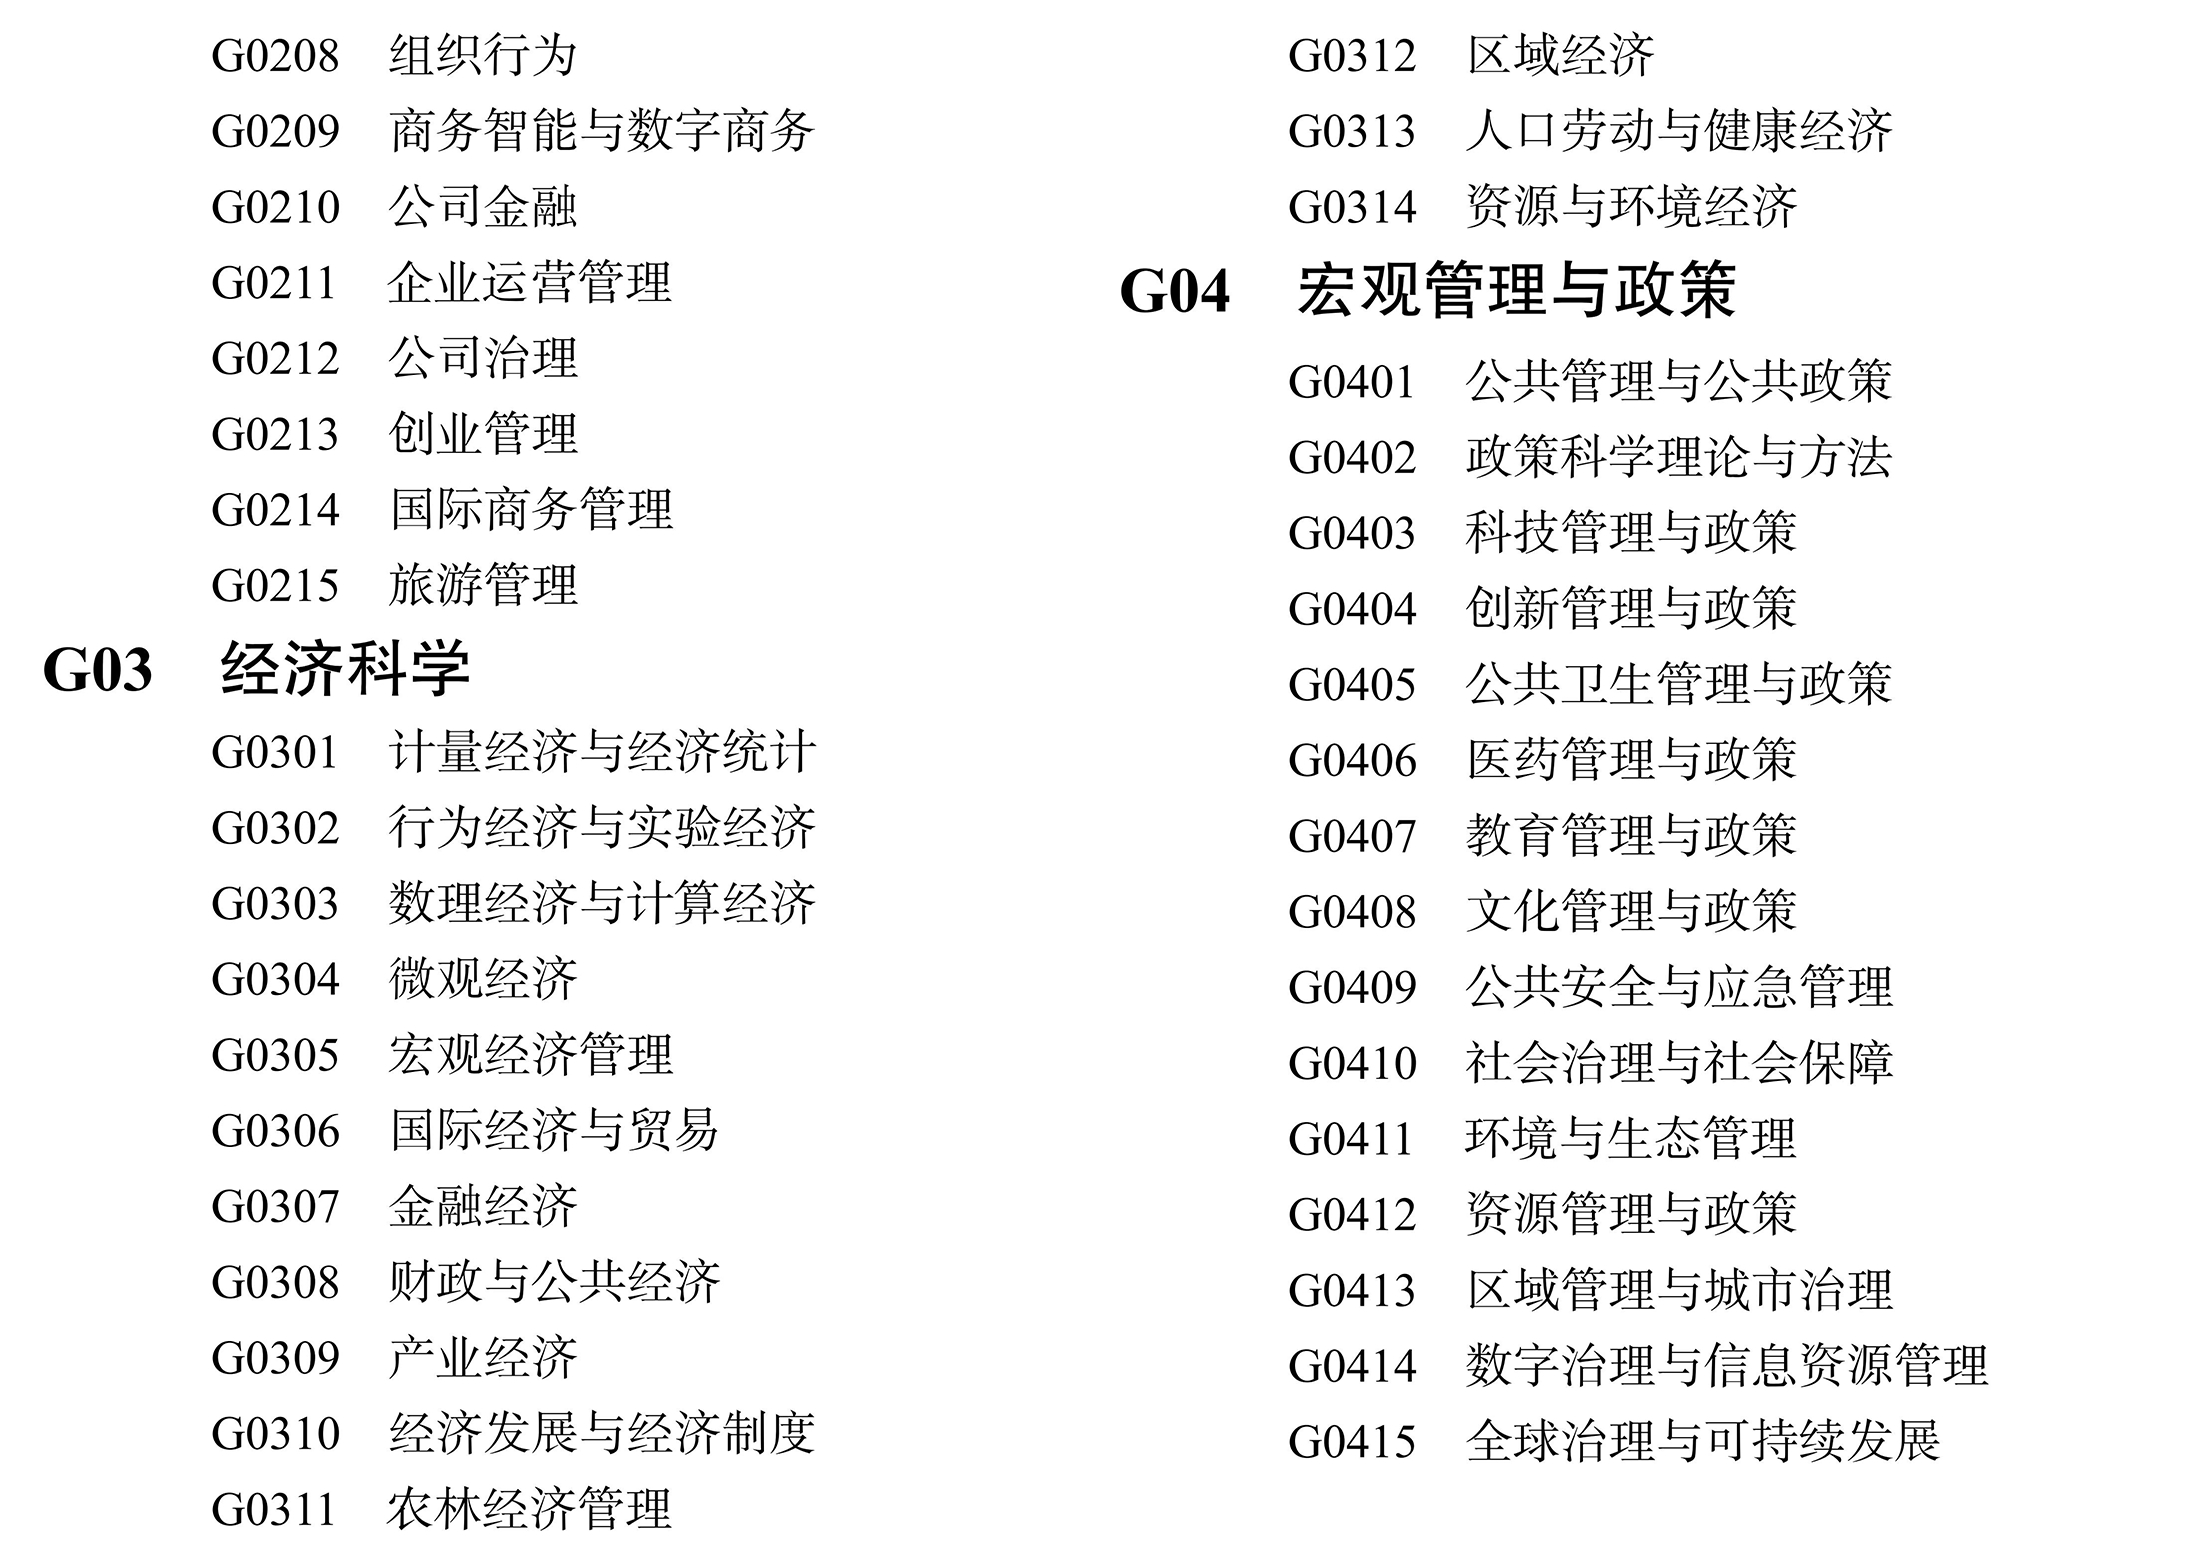 G0208 组织行为
G0209 商务智能与数字商务
G0210 公司金融
G0211 企业运营管理
G0212 公司治理
G0213 创业管理
G0214 国际商务管理
G0215 旅游管理
G03 经济科学
G0301 计量经济与经济统计
G0302 行为经济与实验经济
G0303 数理经济与计算经济
G0304 微观经济
G0305 宏观经济管理
G0306 国际经济与贸易
G0307 金融经济
G0308 财政与公共经济
G0309 产业经济
G0310 经济发展与经济制度
G0311 农林经济管理
G0312 区域经济
G0313 人口劳动与健康经济
G0314 资源与环境经济
G04 宏观管理与政策
G0401 公共管理与公共政策
G0402 政策科学理论与方法
G0403 科技管理与政策
G0404 创新管理与政策
G0405 公共卫生管理与政策
G0406 医药管理与政策
G0407 教育管理与政策
G0408 文化管理与政策
G0409 公共安全与应急管理
G0410 社会治理与社会保障
G0411 环境与生态管理
G0412 资源管理与政策
G0413 区域管理与城市治理
G0414 数字治理与信息资源管理
G0415 全球治理与可持续发展